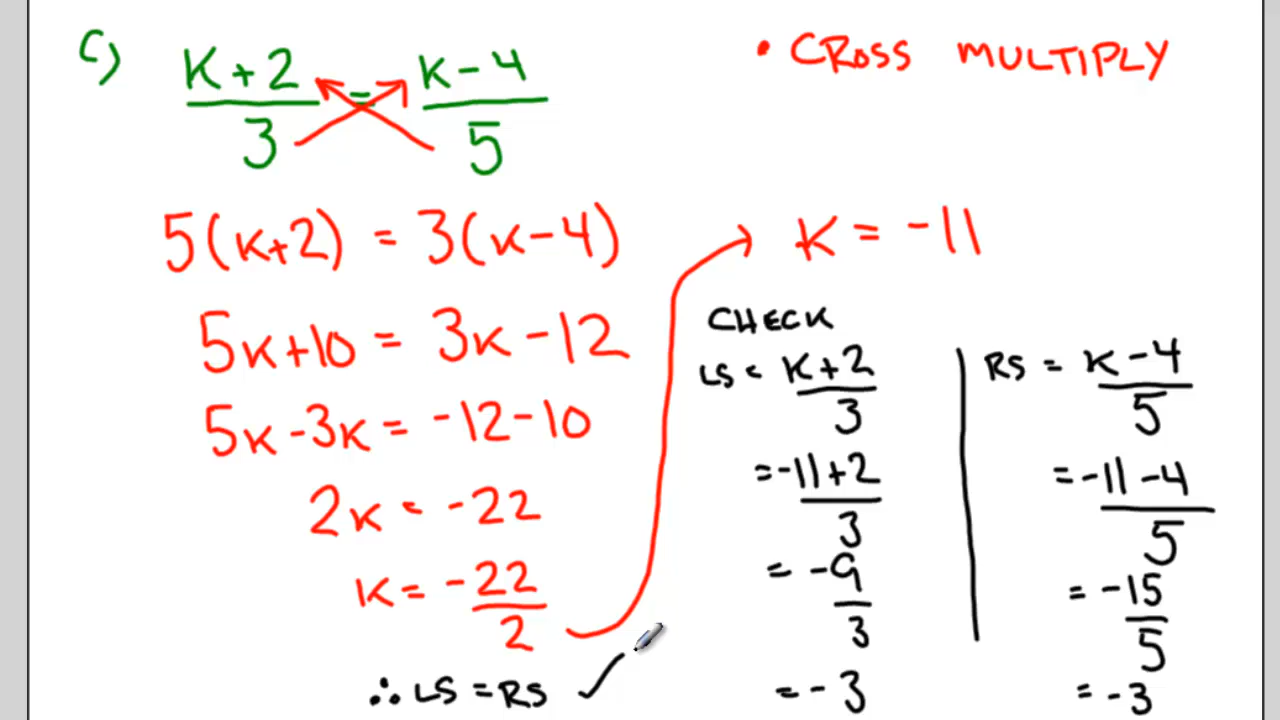 c) K+2/3 = K-4/5
• CROSS MULTIPLY
5(K+2) = 3(K-4)
5K+10 = 3K-12
5K-3K = -12-10
2K = -22
K = -22/2
K = -11
CHECK
LS = K+2/3
= -11+2/3
= -9/3
= -3
RS = K-4/5
= -11-4/5
= -15/5
= -3
∴ LS = RS ✓